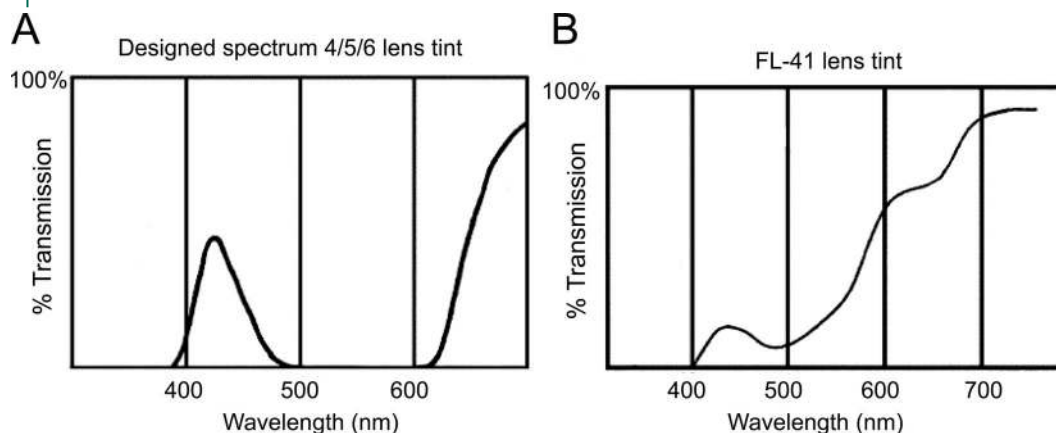 A
Designed spectrum 4/5/6 lens tint
100%
% Transmission
400
500
600
Wavelength (nm)
B
FL-41 lens tint
100%
% Transmission
400
500
600
700
Wavelength (nm)